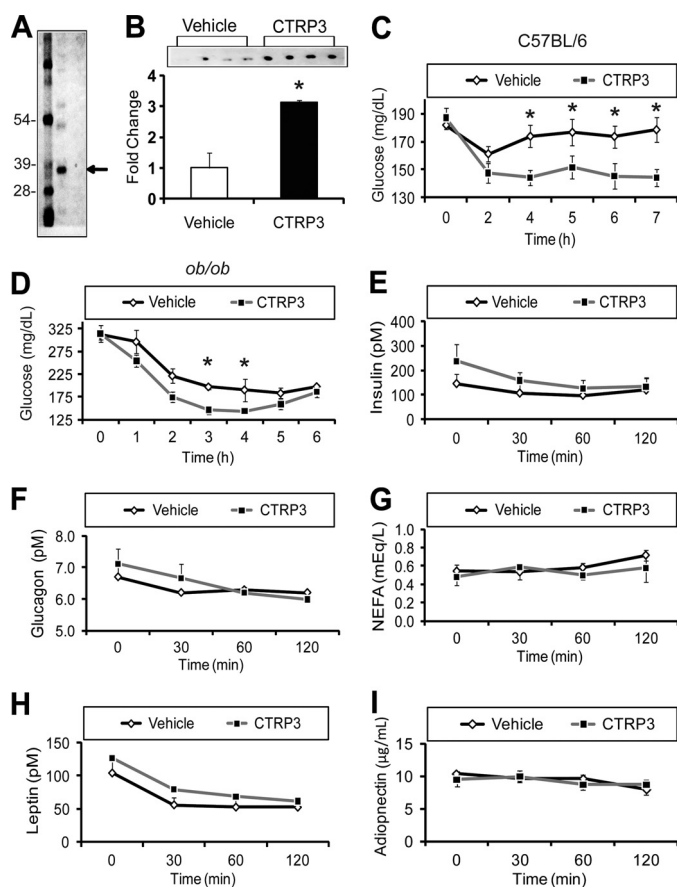 A
54-
39-
28-
B
Vehicle CTRP3
Fold Change
4
3
2
1
0
*
Vehicle CTRP3
C
C57BL/6
Vehicle CTRP3
Glucose (mg/dL)
190
170
150
130
* * * *
0 2 4 5 6 7
Time (h)
D
ob/ob
Vehicle CTRP3
Glucose (mg/dL)
325
275
225
175
125
* *
0 1 2 3 4 5 6
Time (h)
E
Vehicle CTRP3
Insulin (pM)
400
300
200
100
0
0 30 60 120
Time (min)
F
Vehicle CTRP3
Glucagon (pM)
8.0
7.0
6.0
5.0
0 30 60 120
Time (min)
G
Vehicle CTRP3
NEFA (mEq/L)
1.0
0.8
0.6
0.4
0.2
0.0
0 30 60 120
Time (min)
H
Vehicle CTRP3
Leptin (pM)
150
100
50
0
0 30 60 120
Time (min)
I
Vehicle CTRP3
Adiopnectin (µg/mL)
15
10
5
0
0 30 60 120
Time (min)